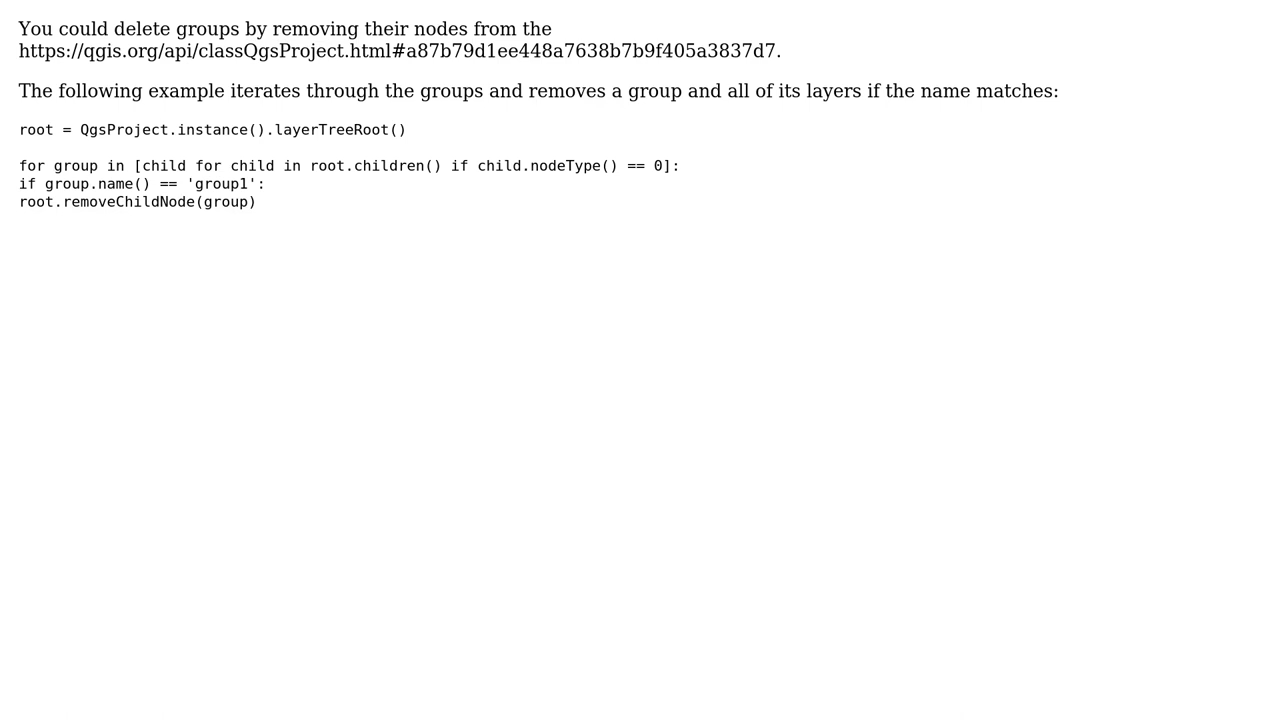 You could delete groups by removing their nodes from the
https://qgis.org/api/classQgsProject.html#a87b79d1ee448a7638b7b9f405a3837d7.
The following example iterates through the groups and removes a group and all of its layers if the name matches:
root = QgsProject.instance().layerTreeRoot()
for group in [child for child in root.children() if child.nodeType() == 0]:
if group.name() == 'group1':
root.removeChildNode(group)